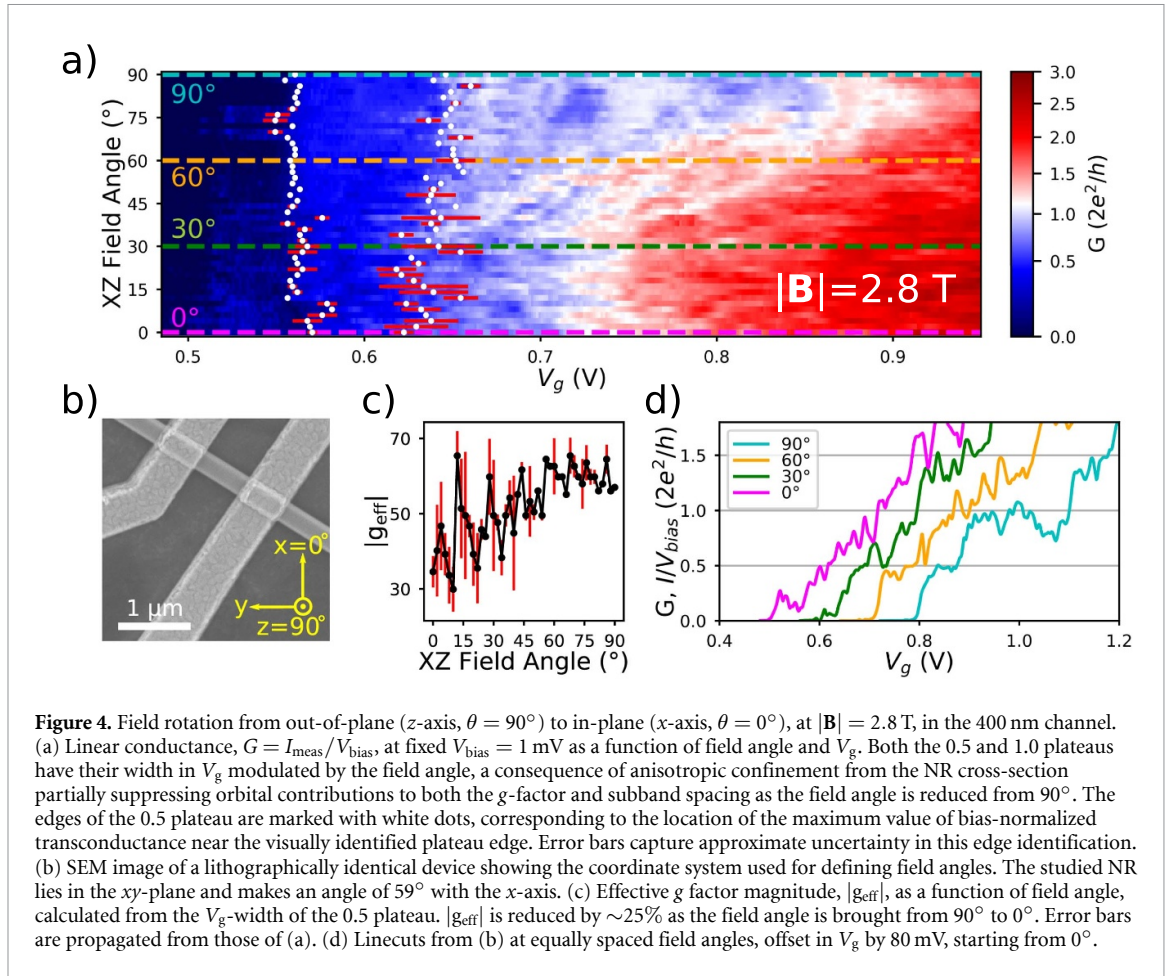 a)
XZ Field Angle (°)
90
75
60
45
30
15
0
90°
60°
30°
0°
|B|=2.8 T
0.5 0.6 0.7 0.8 0.9
Vg (V)
3.0
2.5
2.0
1.5
1.0
0.5
0.0
G (2e²/h)
b)
x=0°
y
z=90°
1 µm
c)
|geff|
70
50
30
0 15 30 45 60 75 90
XZ Field Angle (°)
d)
G, I/Vbias (2e²/h)
1.5
1.0
0.5
0.0
90°
60°
30°
0°
0.4 0.6 0.8 1.0 1.2
Vg (V)
Figure 4. Field rotation from out-of-plane (z-axis, θ = 90°) to in-plane (x-axis, θ = 0°), at |B| = 2.8 T, in the 400 nm channel.
(a) Linear conductance, G = Imeas/Vbias, at fixed Vbias = 1 mV as a function of field angle and Vg. Both the 0.5 and 1.0 plateaus
have their width in Vg modulated by the field angle, a consequence of anisotropic confinement from the NR cross-section
partially suppressing orbital contributions to both the g-factor and subband spacing as the field angle is reduced from 90°. The
edges of the 0.5 plateau are marked with white dots, corresponding to the location of the maximum value of bias-normalized
transconductance near the visually identified plateau edge. Error bars capture approximate uncertainty in this edge identification.
(b) SEM image of a lithographically identical device showing the coordinate system used for defining field angles. The studied NR
lies in the xy-plane and makes an angle of 59° with the x-axis. (c) Effective g factor magnitude, |geff|, as a function of field angle,
calculated from the Vg-width of the 0.5 plateau. |geff| is reduced by ∼25% as the field angle is brought from 90° to 0°. Error bars
are propagated from those of (a). (d) Linecuts from (b) at equally spaced field angles, offset in Vg by 80 mV, starting from 0°.